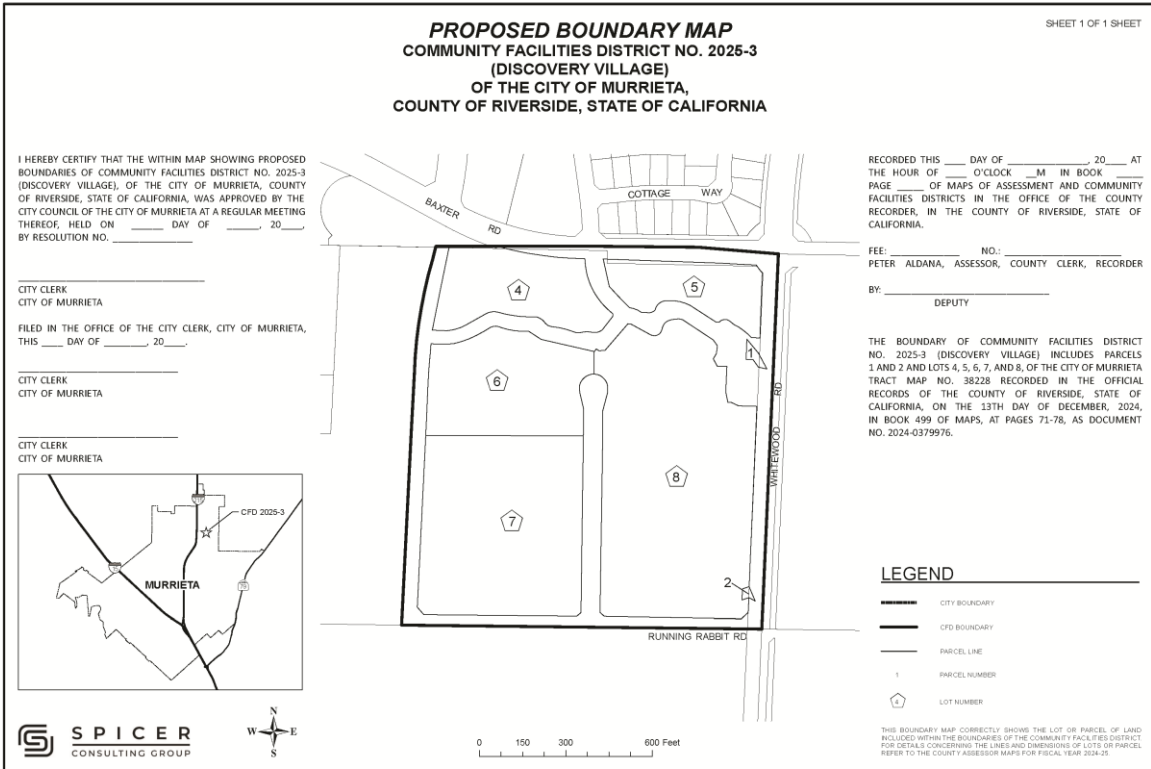 SHEET 1 OF 1 SHEET
PROPOSED BOUNDARY MAP
COMMUNITY FACILITIES DISTRICT NO. 2025-3
(DISCOVERY VILLAGE)
OF THE CITY OF MURRIETA,
COUNTY OF RIVERSIDE, STATE OF CALIFORNIA
I HEREBY CERTIFY THAT THE WITHIN MAP SHOWING PROPOSED
BOUNDARIES OF COMMUNITY FACILITIES DISTRICT NO. 2025-3
(DISCOVERY VILLAGE), OF THE CITY OF MURRIETA, COUNTY
OF RIVERSIDE, STATE OF CALIFORNIA, WAS APPROVED BY THE
CITY COUNCIL OF THE CITY OF MURRIETA AT A REGULAR MEETING
THEREOF, HELD ON ______ DAY OF ______, 20____,
BY RESOLUTION NO. ______________
CITY CLERK
CITY OF MURRIETA
FILED IN THE OFFICE OF THE CITY CLERK, CITY OF MURRIETA,
THIS ____ DAY OF ________, 20____.
CITY CLERK
CITY OF MURRIETA
CITY CLERK
CITY OF MURRIETA
CFD 2025-3
MURRIETA
15
79
SPICER
CONSULTING GROUP
N
W E
S
BAXTER RD
COTTAGE WAY
4
5
1
6
WHITEWOOD RD
8
7
2
RUNNING RABBIT RD
0 150 300 600 Feet
RECORDED THIS ____ DAY OF ______________, 20____ AT
THE HOUR OF ____ O'CLOCK __M IN BOOK _____
PAGE _____ OF MAPS OF ASSESSMENT AND COMMUNITY
FACILITIES DISTRICTS IN THE OFFICE OF THE COUNTY
RECORDER, IN THE COUNTY OF RIVERSIDE, STATE OF
CALIFORNIA.
FEE: ____________ NO.: _____________________
PETER ALDANA, ASSESSOR, COUNTY CLERK, RECORDER
BY: _____________________________
DEPUTY
THE BOUNDARY OF COMMUNITY FACILITIES DISTRICT
NO. 2025-3 (DISCOVERY VILLAGE) INCLUDES PARCELS
1 AND 2 AND LOTS 4, 5, 6, 7, AND 8, OF THE CITY OF MURRIETA
TRACT MAP NO. 38228 RECORDED IN THE OFFICIAL
RECORDS OF THE COUNTY OF RIVERSIDE, STATE OF
CALIFORNIA, ON THE 13TH DAY OF DECEMBER, 2024,
IN BOOK 499 OF MAPS, AT PAGES 71-78, AS DOCUMENT
NO. 2024-0379976.
LEGEND
CITY BOUNDARY
CFD BOUNDARY
PARCEL LINE
1 PARCEL NUMBER
4 LOT NUMBER
THIS BOUNDARY MAP CORRECTLY SHOWS THE LOT OR PARCEL OF LAND
INCLUDED WITHIN THE BOUNDARIES OF THE COMMUNITY FACILITIES DISTRICT.
FOR DETAILS CONCERNING THE LINES AND DIMENSIONS OF LOTS OR PARCEL
REFER TO THE COUNTY ASSESSOR MAPS FOR FISCAL YEAR 2024-25.